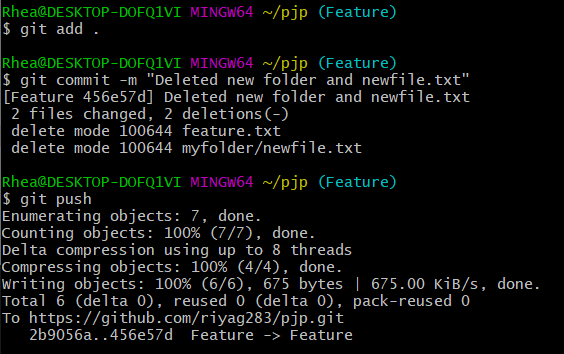 Rhea@DESKTOP-DOFQ1VI MINGW64 ~/pjp (Feature)
$ git add .
Rhea@DESKTOP-DOFQ1VI MINGW64 ~/pjp (Feature)
$ git commit -m "Deleted new folder and newfile.txt"
[Feature 456e57d] Deleted new folder and newfile.txt
 2 files changed, 2 deletions(-)
 delete mode 100644 feature.txt
 delete mode 100644 myfolder/newfile.txt
Rhea@DESKTOP-DOFQ1VI MINGW64 ~/pjp (Feature)
$ git push
Enumerating objects: 7, done.
Counting objects: 100% (7/7), done.
Delta compression using up to 8 threads
Compressing objects: 100% (4/4), done.
Writing objects: 100% (6/6), 675 bytes | 675.00 KiB/s, done.
Total 6 (delta 0), reused 0 (delta 0), pack-reused 0
To https://github.com/riyag283/pjp.git
   2b9056a..456e57d  Feature -> Feature